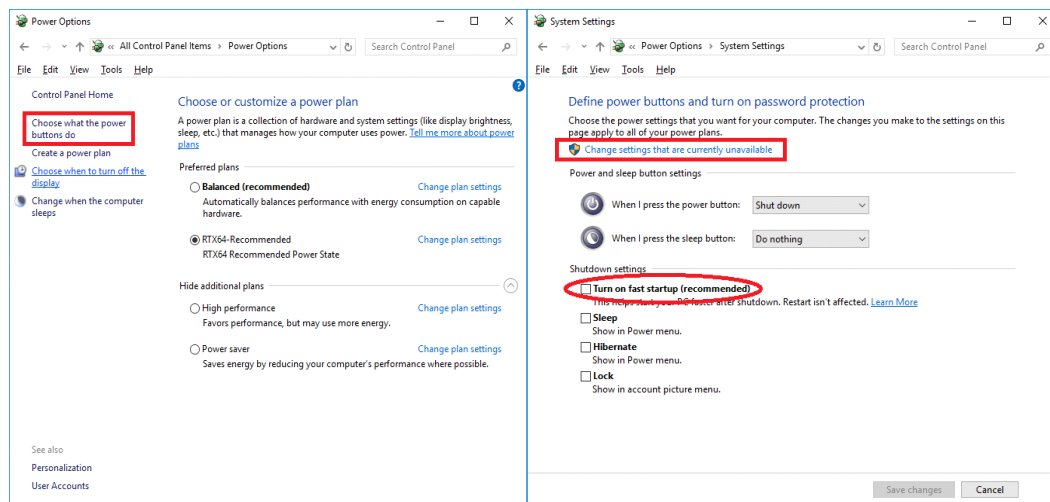 Power Options
« All Control Panel Items > Power Options
Search Control Panel
File Edit View Tools Help
Control Panel Home
Choose what the power
buttons do
Create a power plan
Choose when to turn off the
display
Change when the computer
sleeps
Choose or customize a power plan
A power plan is a collection of hardware and system settings (like display brightness,
sleep, etc.) that manages how your computer uses power. Tell me more about power
plans
Preferred plans
Balanced (recommended) Change plan settings
Automatically balances performance with energy consumption on capable
hardware.
RTX64-Recommended Change plan settings
RTX64 Recommended Power State
Hide additional plans
High performance Change plan settings
Favors performance, but may use more energy.
Power saver Change plan settings
Saves energy by reducing your computer's performance where possible.
See also
Personalization
User Accounts
System Settings
« Power Options > System Settings
Search Control Panel
File Edit View Tools Help
Define power buttons and turn on password protection
Choose the power settings that you want for your computer. The changes you make to the settings on this
page apply to all of your power plans.
Change settings that are currently unavailable
Power and sleep button settings
When I press the power button: Shut down
When I press the sleep button: Do nothing
Shutdown settings
Turn on fast startup (recommended)
This helps start your PC faster after shutdown. Restart isn't affected. Learn More
Sleep
Show in Power menu.
Hibernate
Show in Power menu.
Lock
Show in account picture menu.
Save changes Cancel